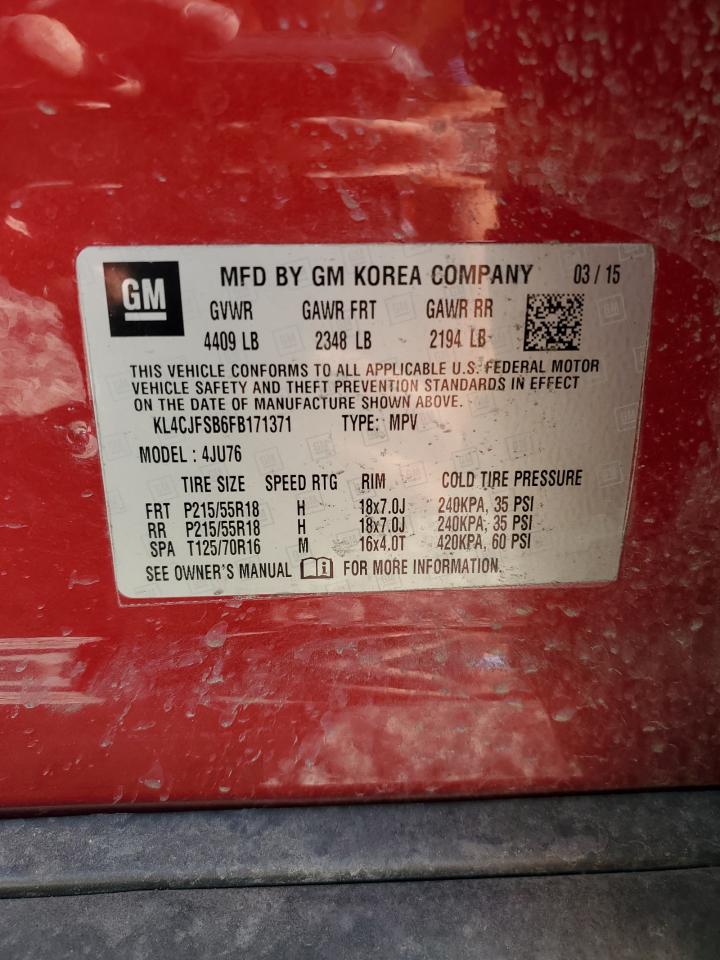 GM MFD BY GM KOREA COMPANY 03 / 15
GVWR GAWR FRT GAWR RR
4409 LB 2348 LB 2194 LB
THIS VEHICLE CONFORMS TO ALL APPLICABLE U.S. FEDERAL MOTOR
VEHICLE SAFETY AND THEFT PREVENTION STANDARDS IN EFFECT
ON THE DATE OF MANUFACTURE SHOWN ABOVE.
KL4CJFSB6FB171371 TYPE: MPV
MODEL : 4JU76
TIRE SIZE SPEED RTG RIM COLD TIRE PRESSURE
FRT P215/55R18 H 18x7.0J 240KPA, 35 PSI
RR P215/55R18 H 18x7.0J 240KPA, 35 PSI
SPA T125/70R16 M 16x4.0T 420KPA, 60 PSI
SEE OWNER'S MANUAL i FOR MORE INFORMATION.